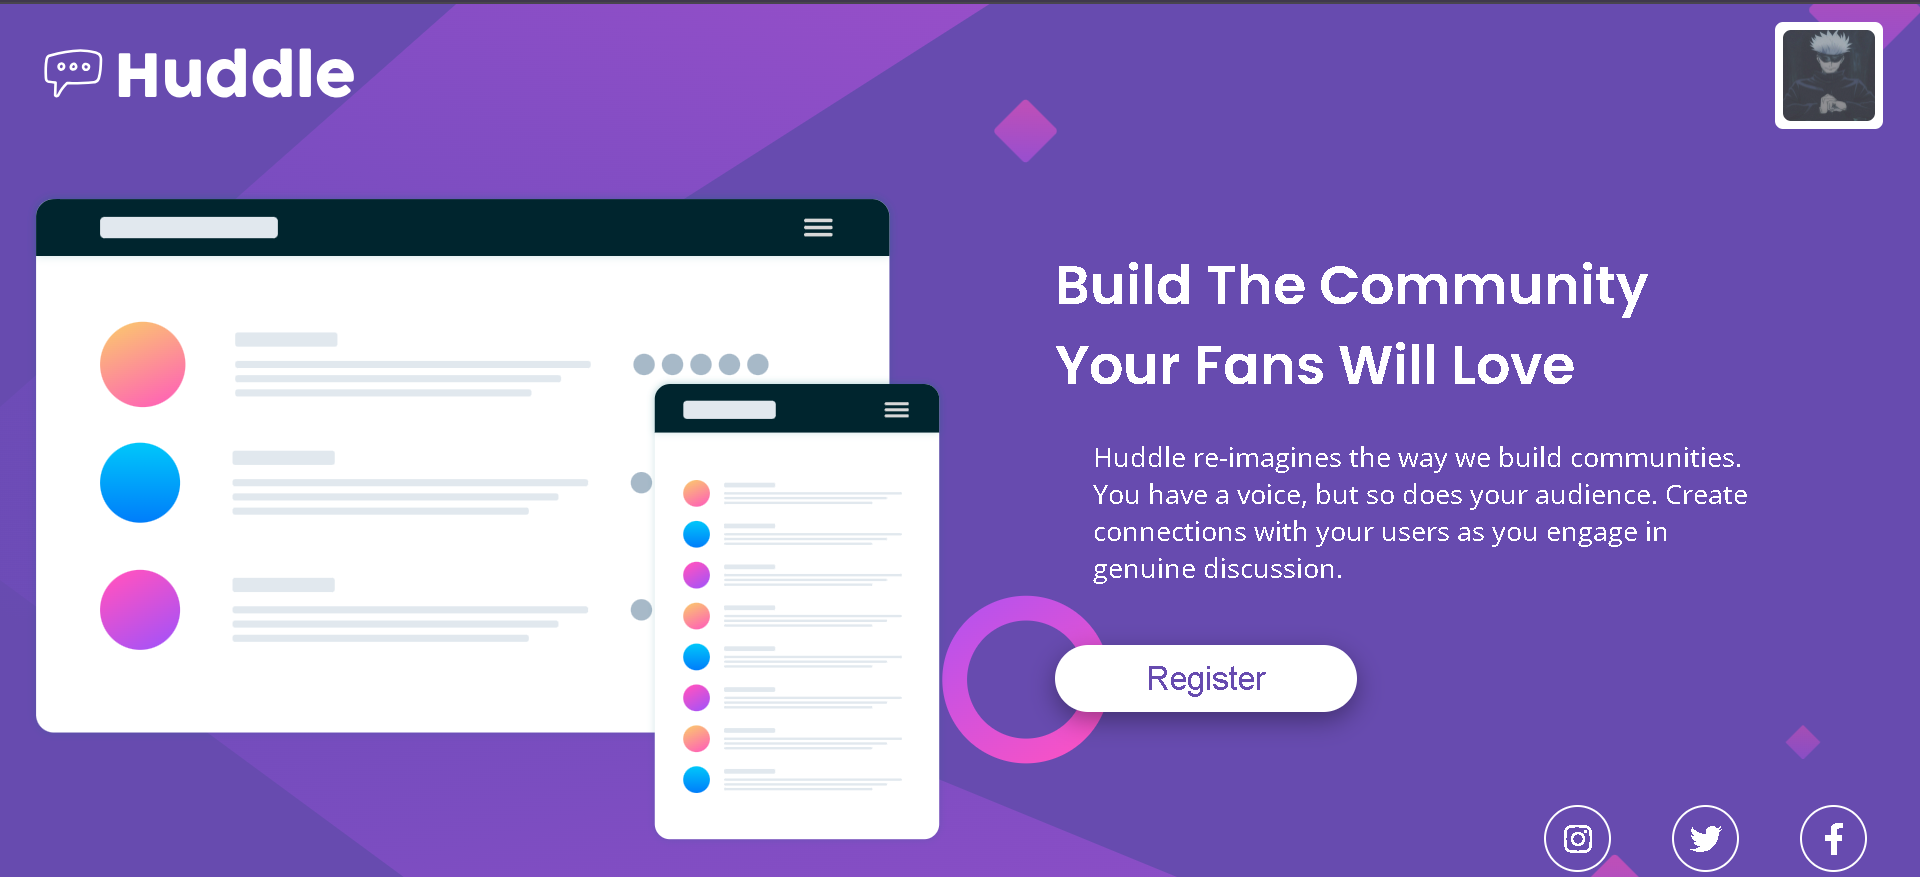 Huddle
Build The Community
Your Fans Will Love
Huddle re-imagines the way we build communities.
You have a voice, but so does your audience. Create
connections with your users as you engage in
genuine discussion.
Register